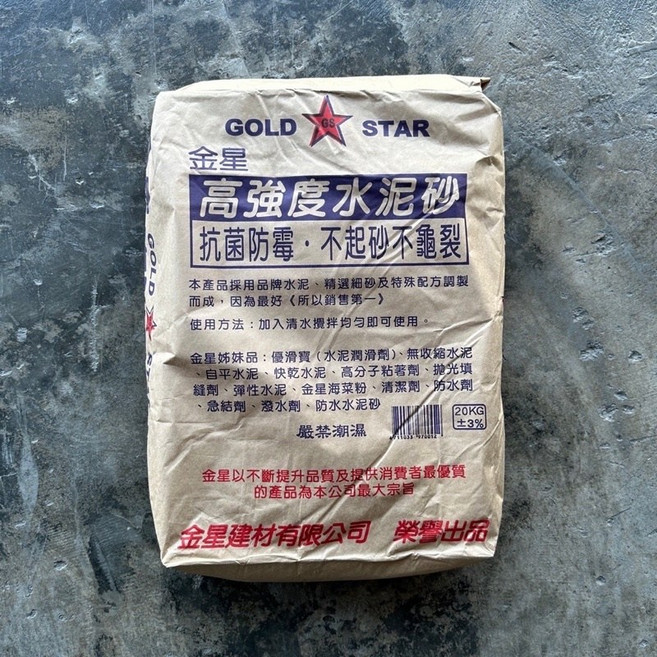 GOLD GS STAR
金星
高強度水泥砂
抗菌防霉·不起砂不龜裂
本產品採用品牌水泥、精選細砂及特殊配方調製
而成，因為最好《所以銷售第一》
使用方法：加入清水攪拌均勻即可使用。
金星姊妹品：優滑寶(水泥潤滑劑)、無收縮水泥
、自平水泥、快乾水泥、高分子粘著劑、拋光填
縫劑、彈性水泥、金星海菜粉、清潔劑、防水劑
、急結劑、潑水劑、防水水泥砂
嚴禁潮濕
20KG
±3%
金星以不斷提升品質及提供消費者最優質
的產品為本公司最大宗旨
金星建材有限公司 榮譽出品
GOLD